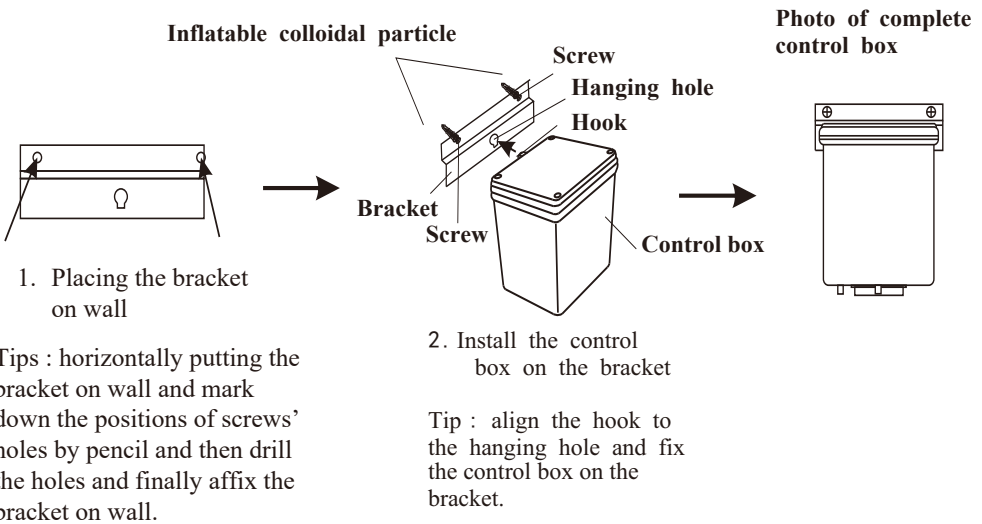 Inflatable colloidal particle
Screw
Hanging hole
Hook
Bracket
Screw
Control box
Photo of complete
control box
1. Placing the bracket
on wall
Tips : horizontally putting the
bracket on wall and mark
down the positions of screws’
holes by pencil and then drill
the holes and finally affix the
bracket on wall.
2. Install the control
box on the bracket
Tip : align the hook to
the hanging hole and fix
the control box on the
bracket.